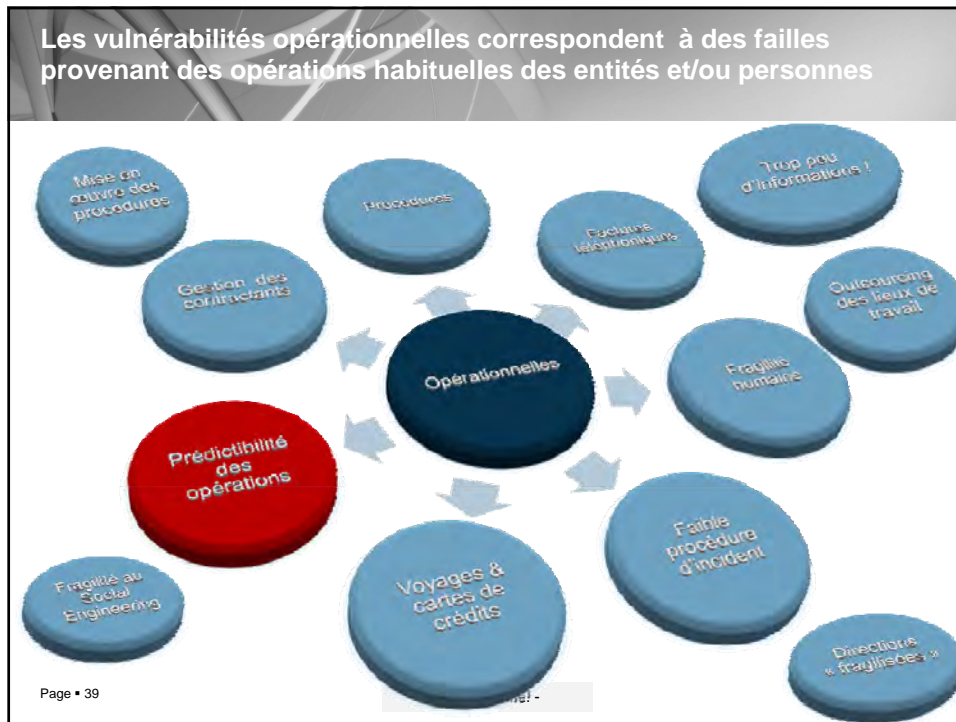 Les vulnérabilités opérationnelles correspondent à des failles
provenant des opérations habituelles des entités et/ou personnes
Mise en
œuvre des
procédures
Procédures
Factures
téléphoniques
Trop peu
d'informations !
Gestion des
contractants
Outsourcing
des lieux de
travail
Opérationnelles
Fragilité
humaine
Prédictibilité
des
opérations
Faible
procédure
d'incident
Voyages &
cartes de
crédits
Fragilité au
Social
Engineering
Directions
« fragilisées »
Page ▪ 39